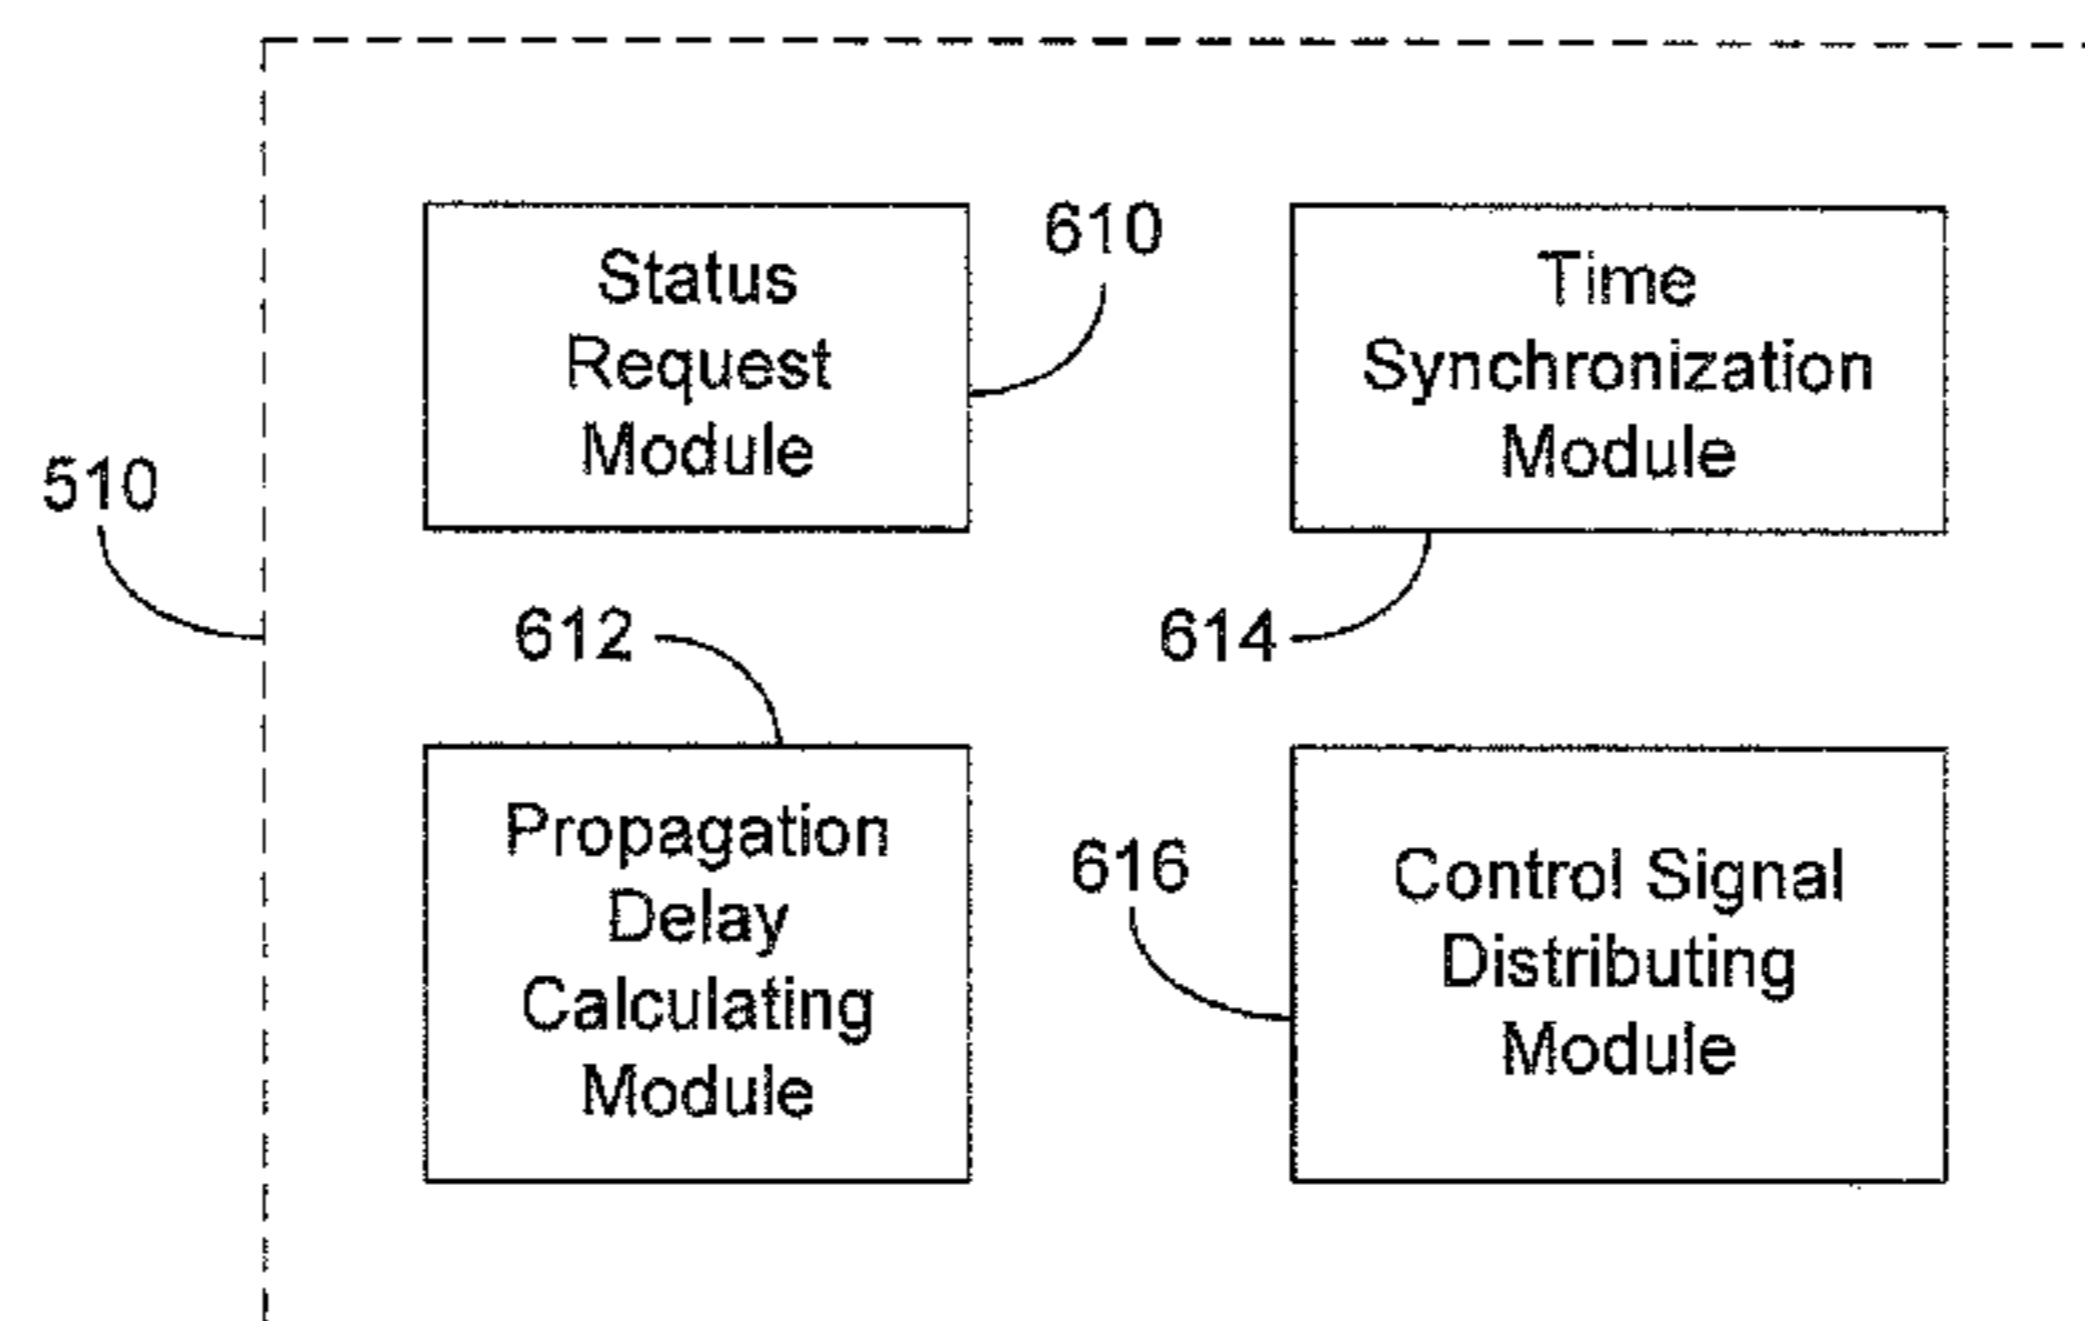 Status
Request
Module
610
Time
Synchronization
Module
510
612
614
Propagation
Delay
Calculating
Module
616
Control Signal
Distributing
Module